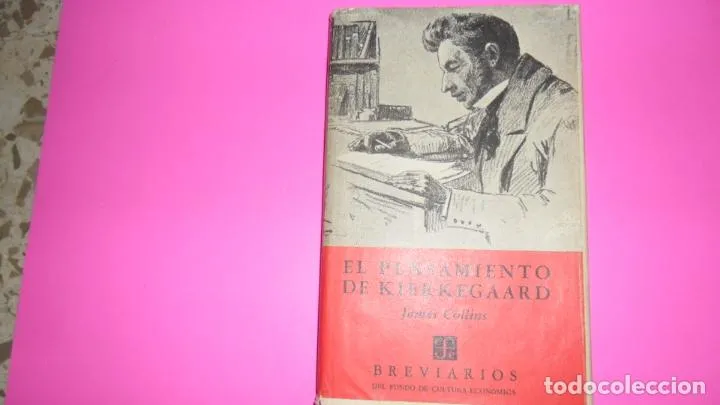 EL PENSAMIENTO
DE KIERKEGAARD
James Collins
BREVIARIOS
DEL FONDO DE CULTURA ECONÓMICA
todocoleccion